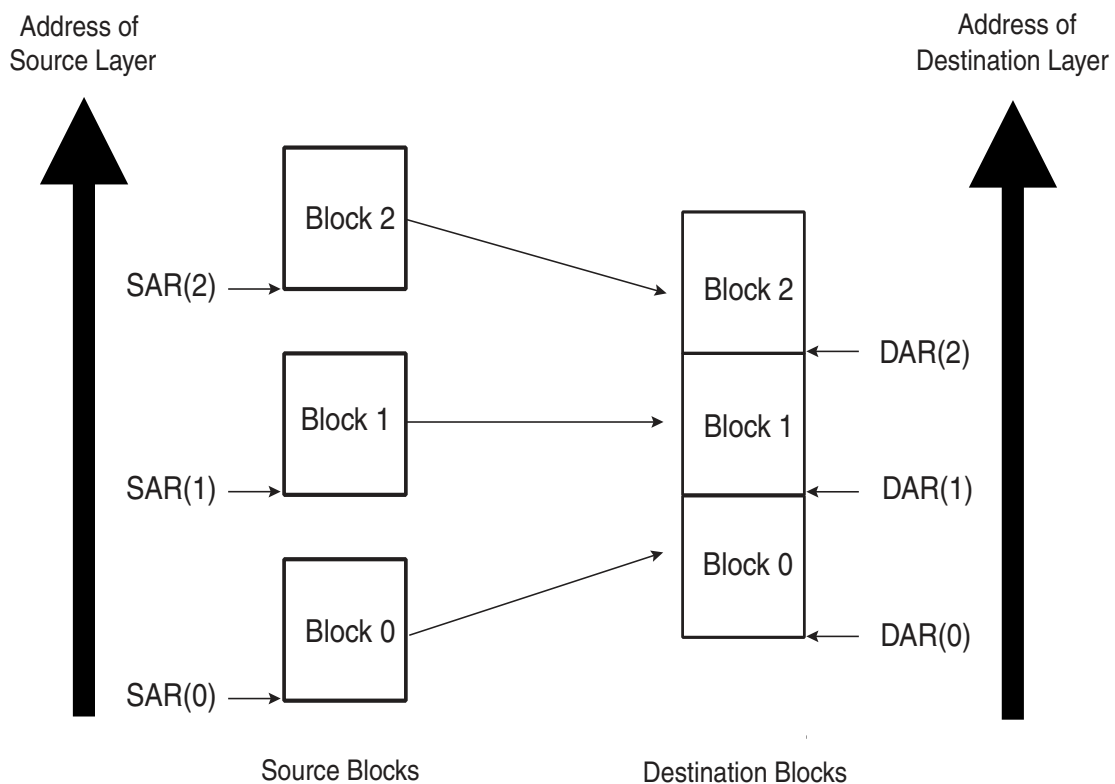 Address of
Source Layer
Address of
Destination Layer
Block 2
SAR(2)
Block 2
DAR(2)
Block 1
Block 1
SAR(1)
DAR(1)
Block 0
Block 0
DAR(0)
SAR(0)
Source Blocks
Destination Blocks